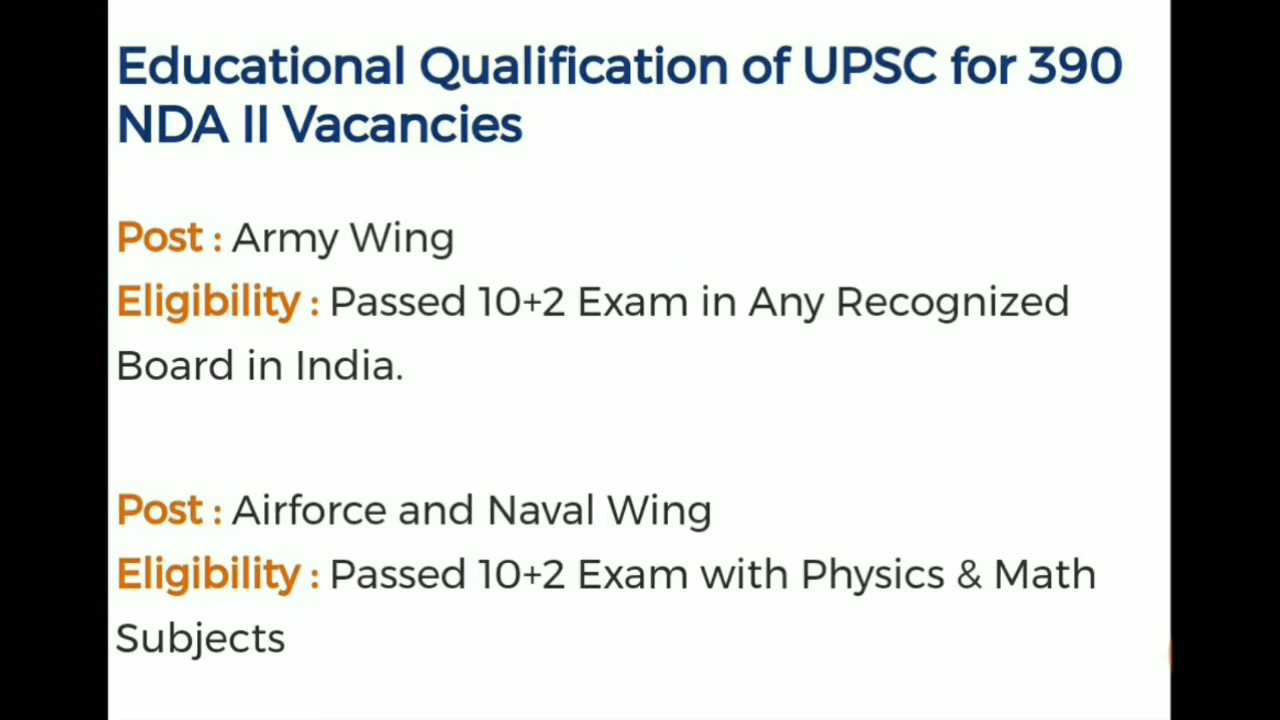 Educational Qualification of UPSC for 390
NDA II Vacancies
Post : Army Wing
Eligibility : Passed 10+2 Exam in Any Recognized
Board in India.
Post : Airforce and Naval Wing
Eligibility : Passed 10+2 Exam with Physics & Math
Subjects